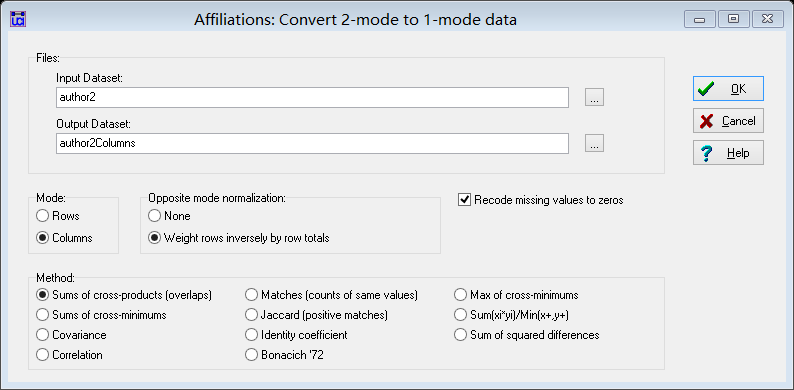 Affiliations: Convert 2-mode to 1-mode data
Files:
Input Dataset:
author2
...
Output Dataset:
author2Columns
...
OK
Cancel
Help
Mode:
Rows
Columns
Opposite mode normalization:
None
Weight rows inversely by row totals
Recode missing values to zeros
Method:
Sums of cross-products (overlaps)
Sums of cross-minimums
Covariance
Correlation
Matches (counts of same values)
Jaccard (positive matches)
Identity coefficient
Bonacich '72
Max of cross-minimums
Sum(xi*yi)/Min(x+,y+)
Sum of squared differences